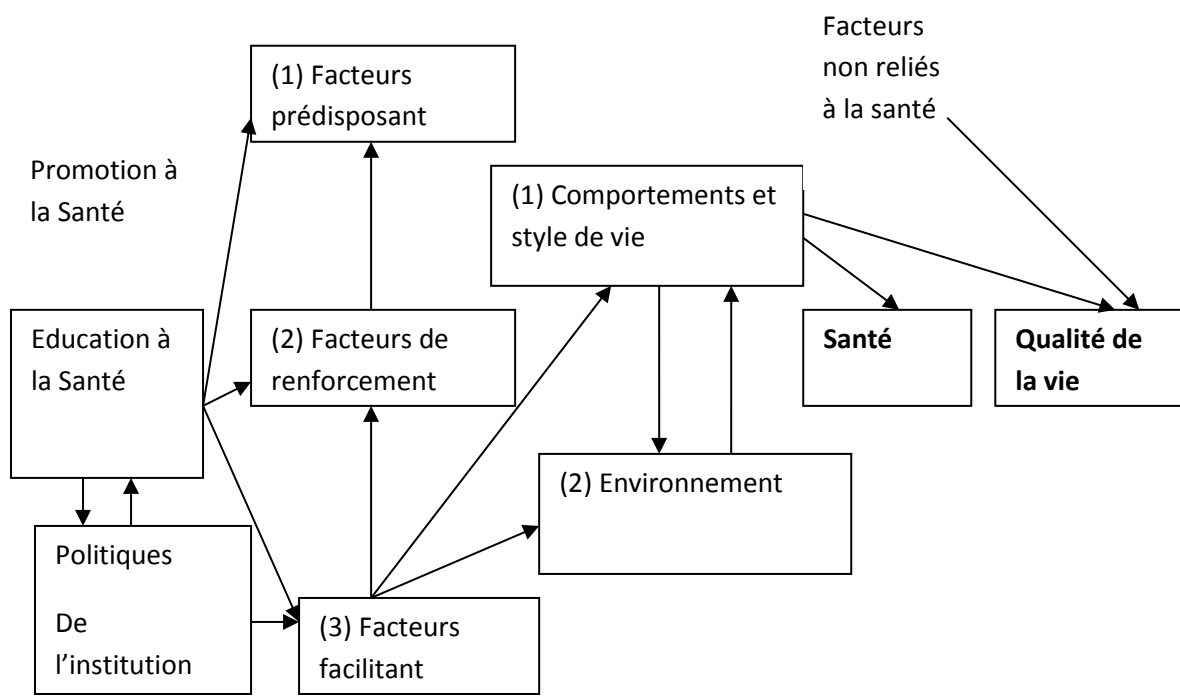 Facteurs
non reliés
à la santé
(1) Facteurs
prédisposant
Promotion à
la Santé
(1) Comportements et
style de vie
Education à
la Santé
(2) Facteurs de
renforcement
Santé
Qualité de
la vie
(2) Environnement
Politiques
De
l’institution
(3) Facteurs
facilitant